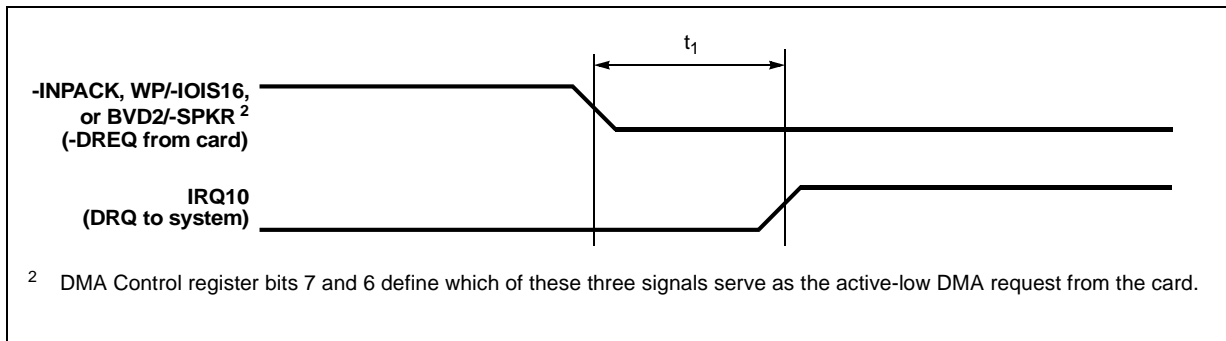 t1
-INPACK, WP/-IOIS16,
or BVD2/-SPKR 2
(-DREQ from card)
IRQ10
(DRQ to system)
2 DMA Control register bits 7 and 6 define which of these three signals serve as the active-low DMA request from the card.